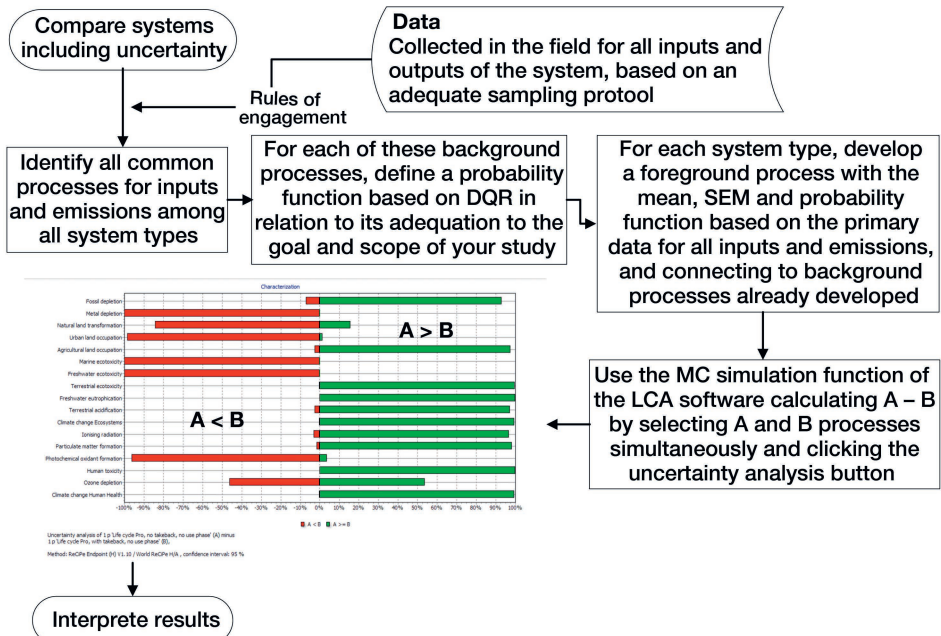 Compare systems
including uncertainty
Data
Collected in the field for all inputs and
outputs of the system, based on an
adequate sampling protool
Rules of
engagement
Identify all common
processes for inputs
and emissions among
all system types
For each of these background
processes, define a probability
function based on DQR in
relation to its adequation to the
goal and scope of your study
For each system type, develop
a foreground process with the
mean, SEM and probability
function based on the primary
data for all inputs and emissions,
and connecting to background
processes already developed
Use the MC simulation function of
the LCA software calculating A – B
by selecting A and B processes
simultaneously and clicking the
uncertainty analysis button
Characterization
Fossil depletion
Metal depletion
Natural land transformation
Urban land occupation
Agricultural land occupation
Marine ecotoxicity
Freshwater ecotoxicity
Terrestrial ecotoxicity
Freshwater eutrophication
Terrestrial acidification
Climate change Ecosystems
Ionising radiation
Particulate matter formation
Photochemical oxidant formation
Human toxicity
Ozone depletion
Climate change Human Health
A > B
A < B
-100% -90% -80% -70% -60% -50% -40% -30% -20% -10% 0% 10% 20% 30% 40% 50% 60% 70% 80% 90% 100%
A < B A >= B
Uncertainty analysis of 1 p 'Life cycle Pro, no takeback, no use phase' (A) minus
1 p 'Life cycle Pro, with takeback, no use phase' (B),
Method: ReCiPe Endpoint (H) V1.10 / World ReCiPe H/A , confidence interval: 95 %
Interprete results